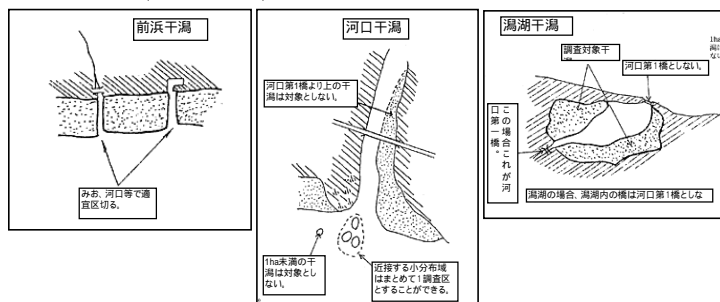 前浜干潟
みお、河口等で適
宜区切る。
河口干潟
河口第1橋より上の干
潟は対象としない。
1ha未満の干
潟は対象とし
ない。
近接する小分布域
はまとめて1調査区
とすることができる。
潟湖干潟
調査対象干
河口第1橋としない。
この場合これが河
口第一橋。
潟湖の場合、潟湖内の橋は河口第1橋としな
1ha
ない